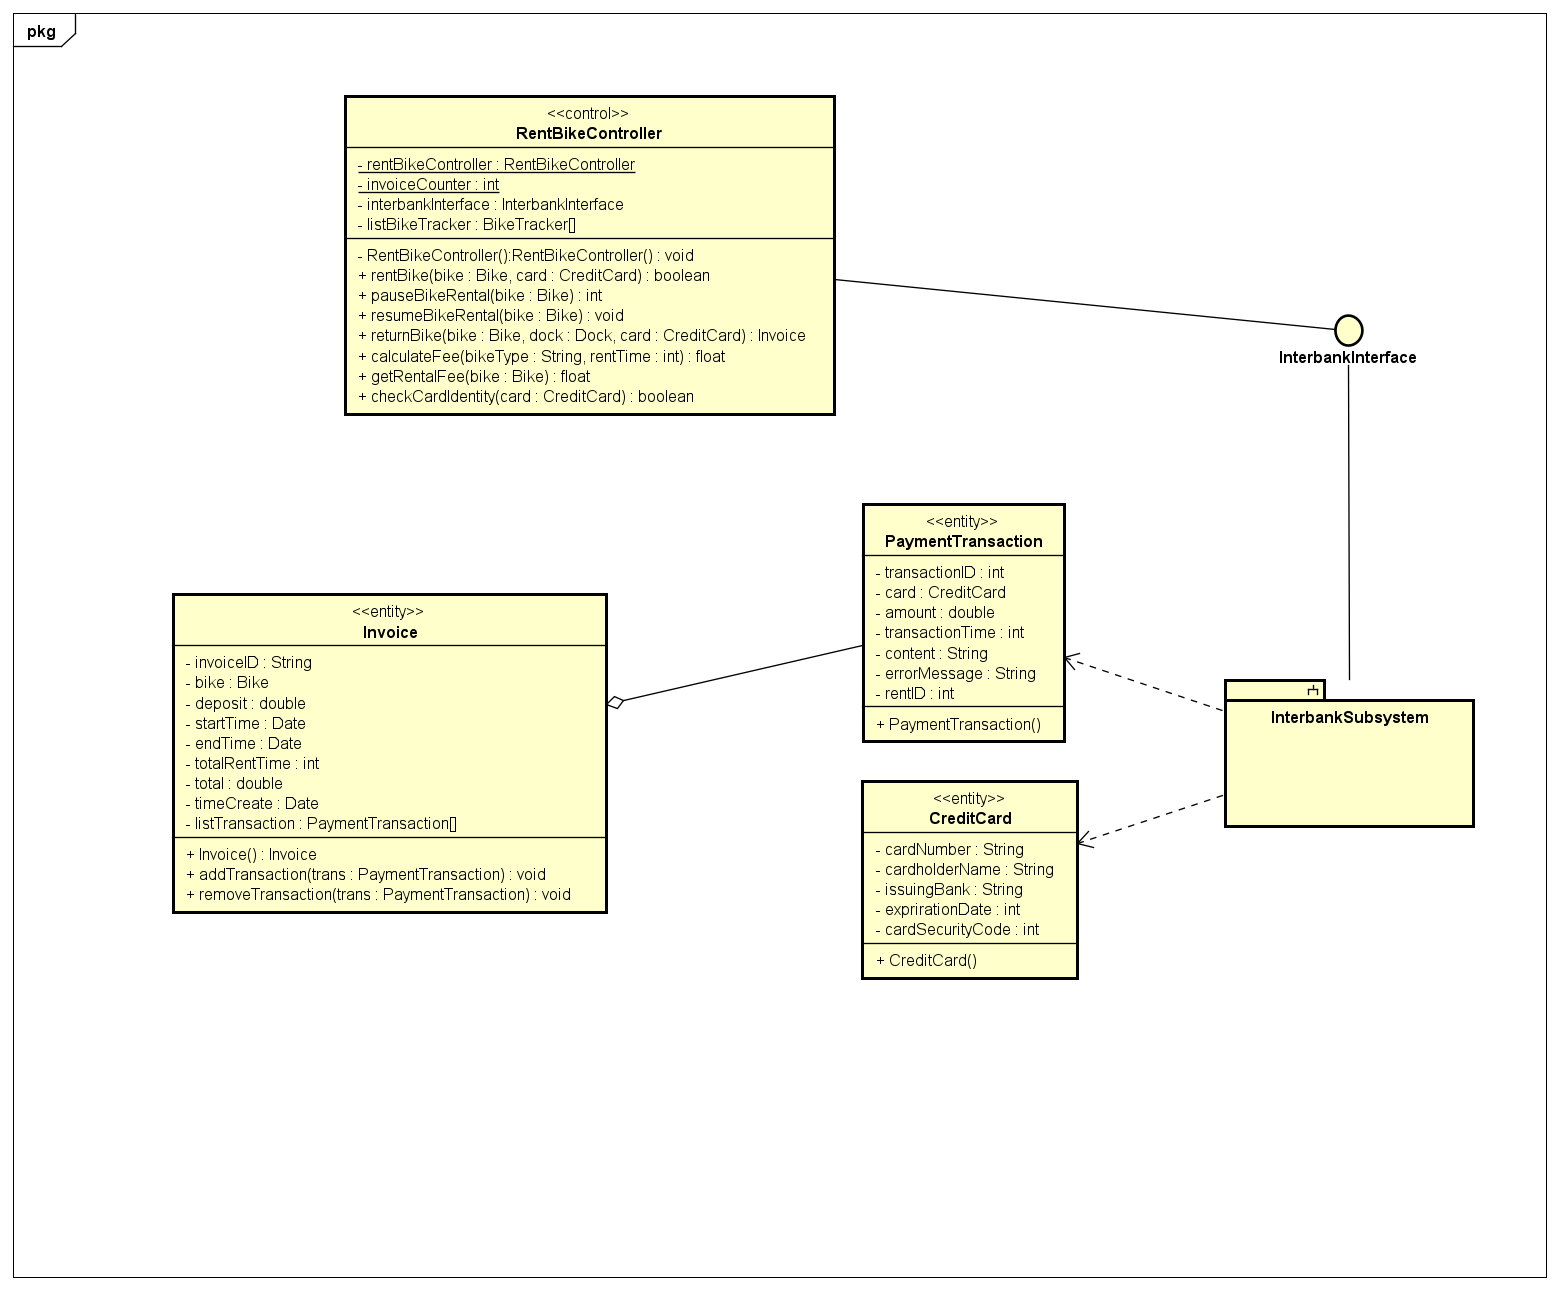 pkg
<<control>>
RentBikeController
- rentBikeController : RentBikeController
- invoiceCounter : int
- interbankInterface : InterbankInterface
- listBikeTracker : BikeTracker[]
- RentBikeController():RentBikeController() : void
+ rentBike(bike : Bike, card : CreditCard) : boolean
+ pauseBikeRental(bike : Bike) : int
+ resumeBikeRental(bike : Bike) : void
+ returnBike(bike : Bike, dock : Dock, card : CreditCard) : Invoice
+ calculateFee(bikeType : String, rentTime : int) : float
+ getRentalFee(bike : Bike) : float
+ checkCardIdentity(card : CreditCard) : boolean
InterbankInterface
<<entity>>
PaymentTransaction
- transactionID : int
- card : CreditCard
- amount : double
- transactionTime : int
- content : String
- errorMessage : String
- rentID : int
+ PaymentTransaction()
<<entity>>
Invoice
- invoiceID : String
- bike : Bike
- deposit : double
- startTime : Date
- endTime : Date
- totalRentTime : int
- total : double
- timeCreate : Date
- listTransaction : PaymentTransaction[]
+ Invoice() : Invoice
+ addTransaction(trans : PaymentTransaction) : void
+ removeTransaction(trans : PaymentTransaction) : void
InterbankSubsystem
<<entity>>
CreditCard
- cardNumber : String
- cardholderName : String
- issuingBank : String
- exprirationDate : int
- cardSecurityCode : int
+ CreditCard()